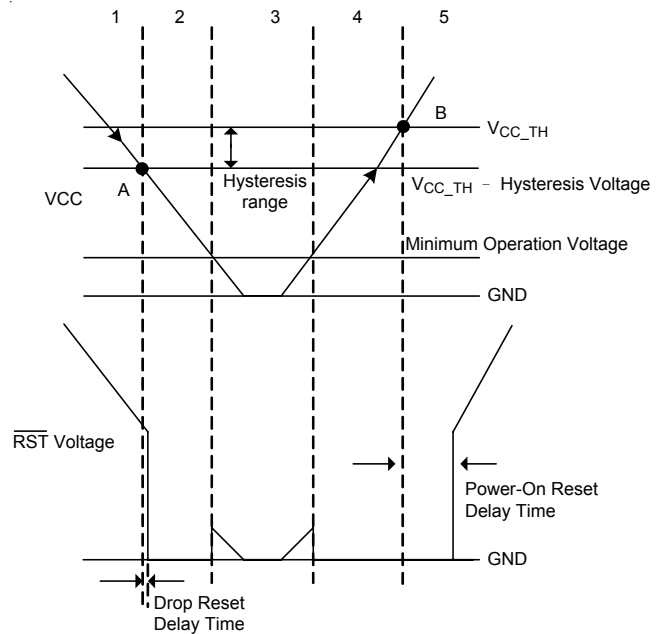 1 2 3 4 5
B
V_CC_TH
A
Hysteresis
range
VCC
V_CC_TH – Hysteresis Voltage
Minimum Operation Voltage
GND
R̅S̅T̅ Voltage
Power-On Reset
Delay Time
GND
Drop Reset
Delay Time